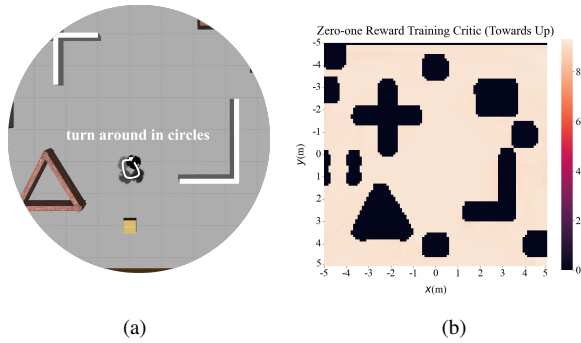 turn around in circles
(a)
Zero-one Reward Training Critic (Towards Up)
-5
-4
-3
-2
-1
0
1
2
3
4
5
y(m)
-5 -4 -3 -2 -1 0 1 2 3 4 5
x(m)
8
6
4
2
0
(b)